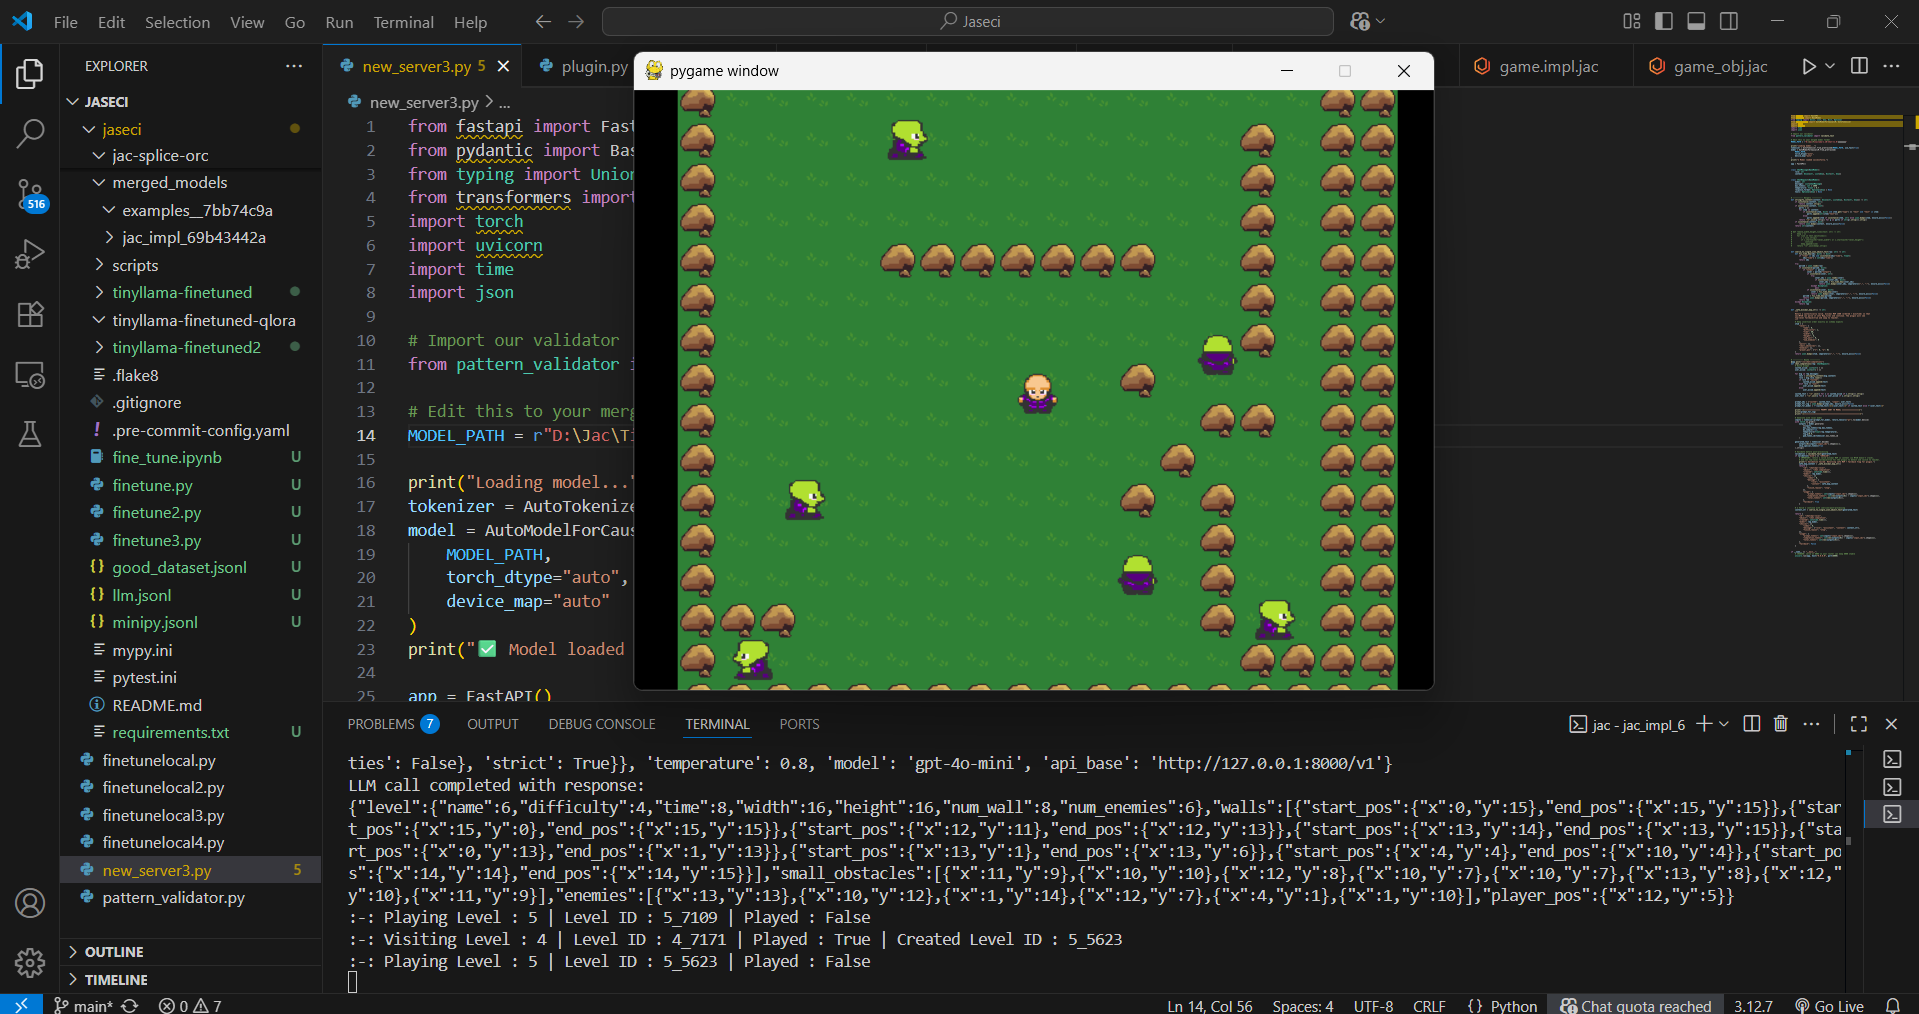 File Edit Selection View Go Run Terminal Help
Jaseci
EXPLORER
JASECI
jaseci
jac-splice-orc
merged_models
examples__7bb74c9a
jac_impl_69b43442a
scripts
tinyllama-finetuned
tinyllama-finetuned-qlora
tinyllama-finetuned2
.flake8
.gitignore
.pre-commit-config.yaml
fine_tune.ipynb U
finetune.py U
finetune2.py U
finetune3.py U
good_dataset.jsonl U
llm.jsonl U
minipy.jsonl U
mypy.ini
pytest.ini
README.md
requirements.txt U
finetunelocal.py
finetunelocal2.py
finetunelocal3.py
finetunelocal4.py
new_server3.py 5
pattern_validator.py
OUTLINE
TIMELINE
516
new_server3.py 5
plugin.py
game.impl.jac
game_obj.jac
new_server3.py > ...
pygame window
1 from fastapi import Fast
2 from pydantic import Bas
3 from typing import Union
4 from transformers import
5 import torch
6 import uvicorn
7 import time
8 import json
9
10 # Import our validator
11 from pattern_validator i
12
13 # Edit this to your merg
14 MODEL_PATH = r"D:\Jac\Ti
15
16 print("Loading model..."
17 tokenizer = AutoTokenize
18 model = AutoModelForCaus
19 MODEL_PATH,
20 torch_dtype="auto",
21 device_map="auto"
22 )
23 print("✅ Model loaded
24
25 app = FastAPI()
PROBLEMS 7 OUTPUT DEBUG CONSOLE TERMINAL PORTS
jac - jac_impl_6
ties': False}, 'strict': True}}, 'temperature': 0.8, 'model': 'gpt-4o-mini', 'api_base': 'http://127.0.0.1:8000/v1'}
LLM call completed with response:
{"level":{"name":6,"difficulty":4,"time":8,"width":16,"height":16,"num_wall":8,"num_enemies":6},"walls":[{"start_pos":{"x":0,"y":15},"end_pos":{"x":15,"y":15}},{"star
t_pos":{"x":15,"y":0},"end_pos":{"x":15,"y":15}},{"start_pos":{"x":12,"y":11},"end_pos":{"x":12,"y":13}},{"start_pos":{"x":13,"y":14},"end_pos":{"x":13,"y":15}},{"sta
rt_pos":{"x":0,"y":13},"end_pos":{"x":1,"y":13}},{"start_pos":{"x":13,"y":1},"end_pos":{"x":13,"y":6}},{"start_pos":{"x":4,"y":4},"end_pos":{"x":10,"y":4}},{"start_po
s":{"x":14,"y":14},"end_pos":{"x":14,"y":15}}],"small_obstacles":[{"x":11,"y":9},{"x":10,"y":10},{"x":12,"y":8},{"x":10,"y":7},{"x":10,"y":7},{"x":13,"y":8},{"x":12,"
y":10},{"x":11,"y":9}],"enemies":[{"x":13,"y":13},{"x":10,"y":12},{"x":1,"y":14},{"x":12,"y":7},{"x":4,"y":1},{"x":1,"y":10}],"player_pos":{"x":12,"y":5}}
:-: Playing Level : 5 | Level ID : 5_7109 | Played : False
:-: Visiting Level : 4 | Level ID : 4_7171 | Played : True | Created Level ID : 5_5623
:-: Playing Level : 5 | Level ID : 5_5623 | Played : False
main* 0 7
Ln 14, Col 56 Spaces: 4 UTF-8 CRLF {} Python Chat quota reached 3.12.7 Go Live